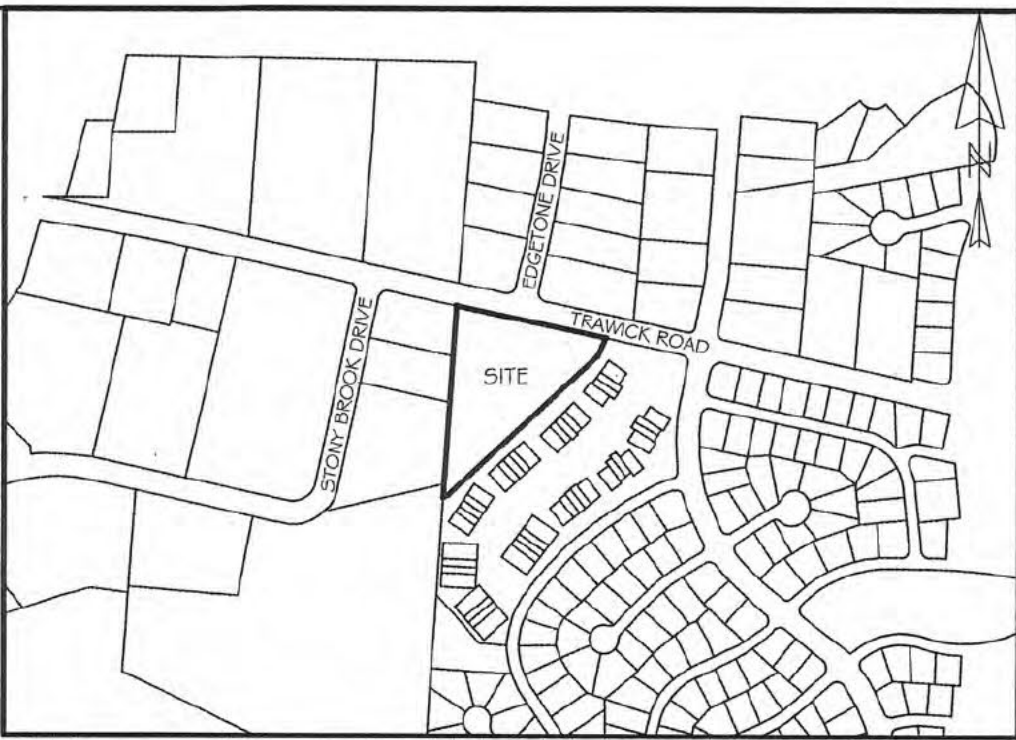 EDGETONE DRIVE
N
TRAWICK ROAD
STONY BROOK DRIVE
SITE